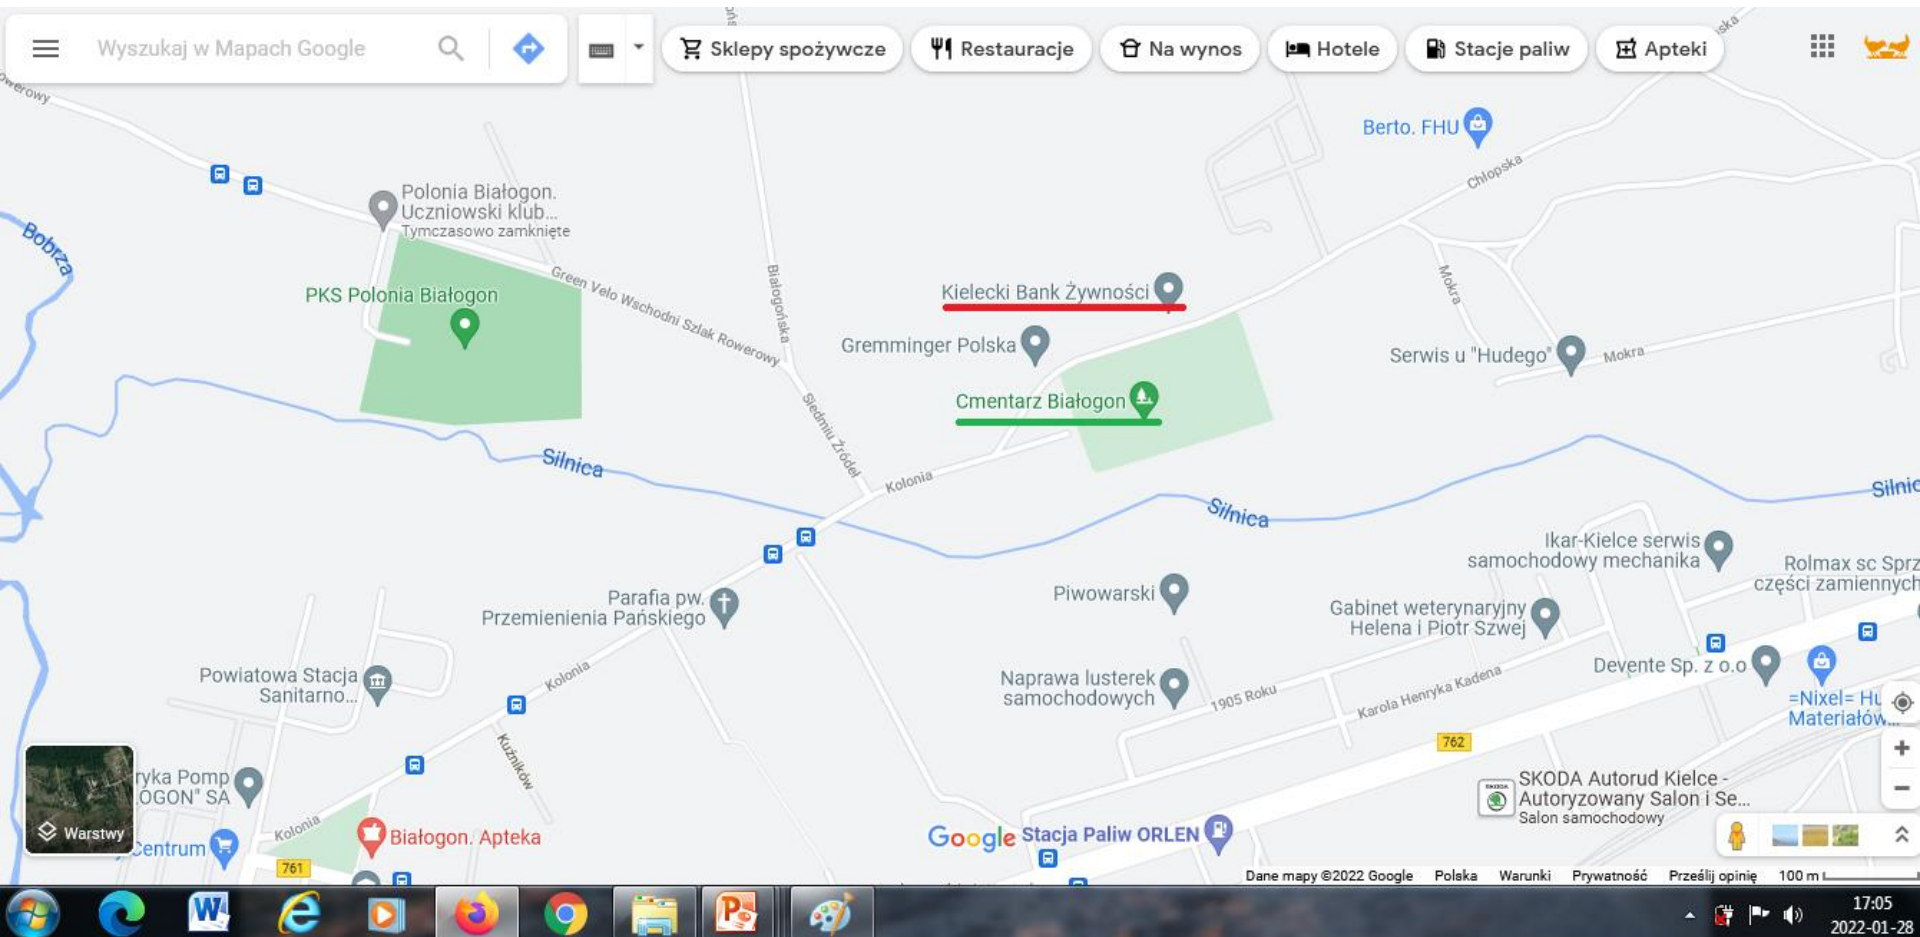 Wyszukaj w Mapach Google
Sklepy spożywcze
Restauracje
Na wynos
Hotele
Stacje paliw
Apteki
Berto. FHU
Chłopska
Polonia Białogon.
Uczniowski klub...
Tymczasowo zamknięte
Bobrza
PKS Polonia Białogon
Green Velo Wschodni Szlak Rowerowy
Białogońska
Kielecki Bank Żywności
Mokra
Gremminger Polska
Serwis u "Hudego"
Mokra
Cmentarz Białogon
Siedmiu Źródeł
Silnica
Kolonia
Silnica
Silnic
Ikar-Kielce serwis
samochodowy mechanika
Rolmax sc Sprz
części zamiennych
Parafia pw.
Przemienienia Pańskiego
Piwowarski
Gabinet weterynaryjny
Helena i Piotr Szwej
Powiatowa Stacja
Sanitarno...
Kolonia
Naprawa lusterek
samochodowych
1905 Roku
Karola Henryka Kadena
Devente Sp. z o.o
=Nixel= Hu
Materiałów...
Kuźników
762
ryka Pomp
OGON" SA
SKODA Autorud Kielce -
Autoryzowany Salon i Se...
Salon samochodowy
Warstwy
Kolonia
Białogon. Apteka
Centrum
761
Google
Stacja Paliw ORLEN
Dane mapy ©2022 Google Polska Warunki Prywatność Prześlij opinię 100 m
17:05
2022-01-28